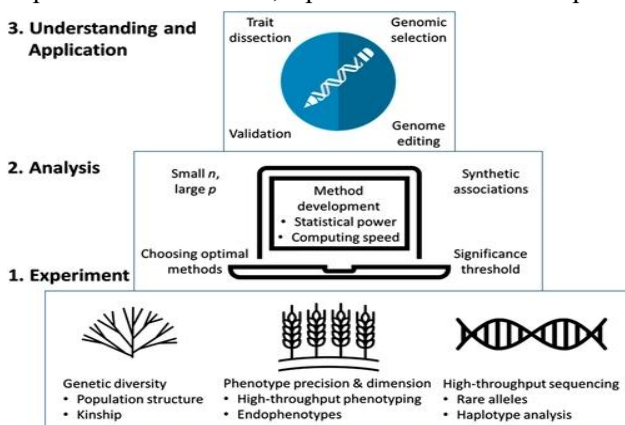 3. Understanding and
Application
Trait
dissection
Genomic
selection
Validation
Genome
editing
2. Analysis
Small n,
large p
Method
development
• Statistical power
• Computing speed
Synthetic
associations
Choosing optimal
methods
Significance
threshold
1. Experiment
Genetic diversity
• Population structure
• Kinship
Phenotype precision & dimension
• High-throughput phenotyping
• Endophenotypes
High-throughput sequencing
• Rare alleles
• Haplotype analysis